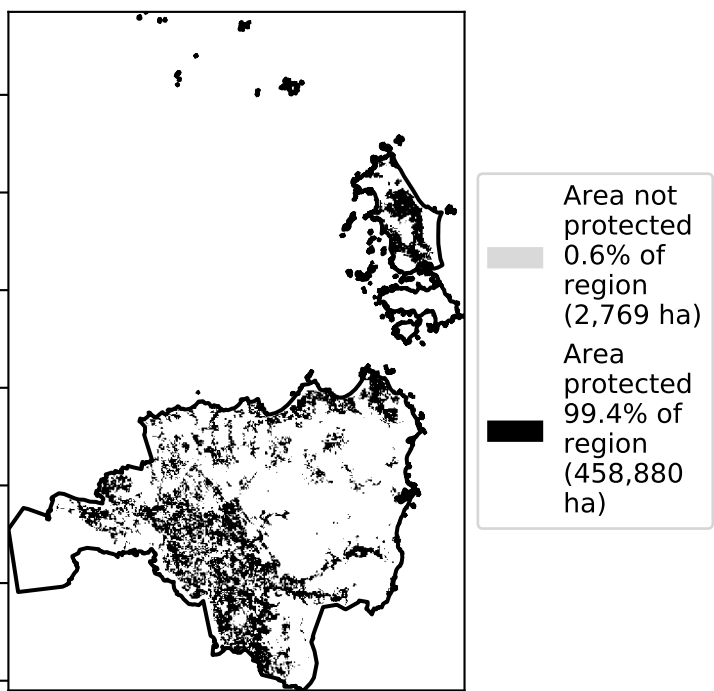 Area not
protected
0.6% of
region
(2,769 ha)
Area
protected
99.4% of
region
(458,880
ha)